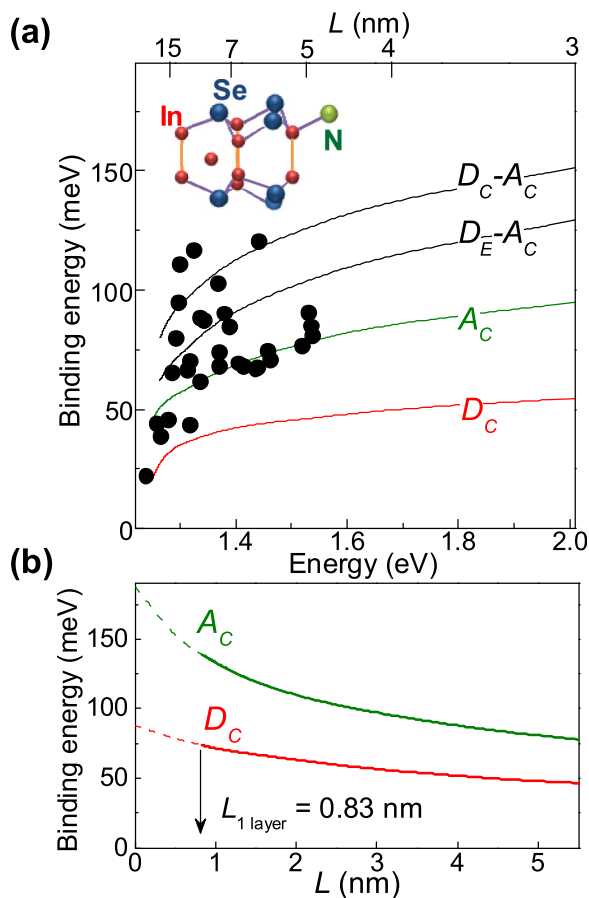 (a)
L (nm)
15 7 5 4 3
Se
In
N
150
100
50
0
Binding energy (meV)
D_C-A_C
D_E-A_C
A_C
D_C
1.4 1.6 1.8 2.0
Energy (eV)
(b)
150
100
50
0
Binding energy (meV)
A_C
D_C
L_1 layer = 0.83 nm
0 1 2 3 4 5
L (nm)